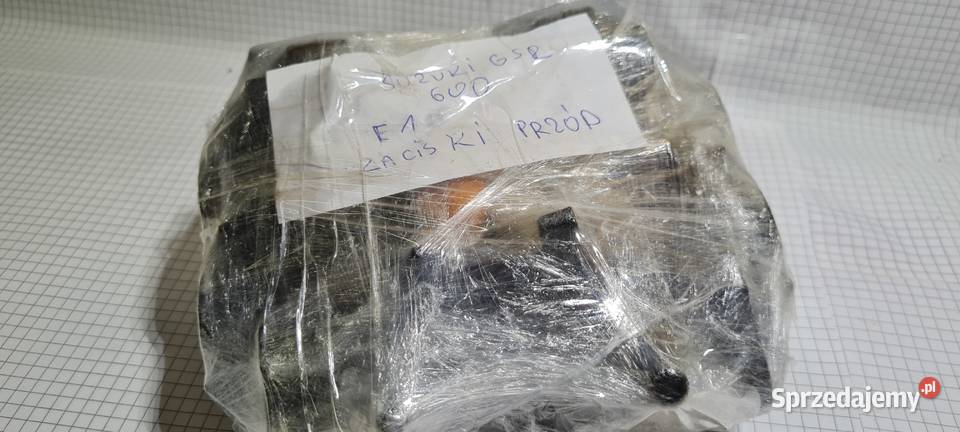 SUZUKI GSR
600
E1
ZACISKI PRZÓD
Sprzedajemy.pl